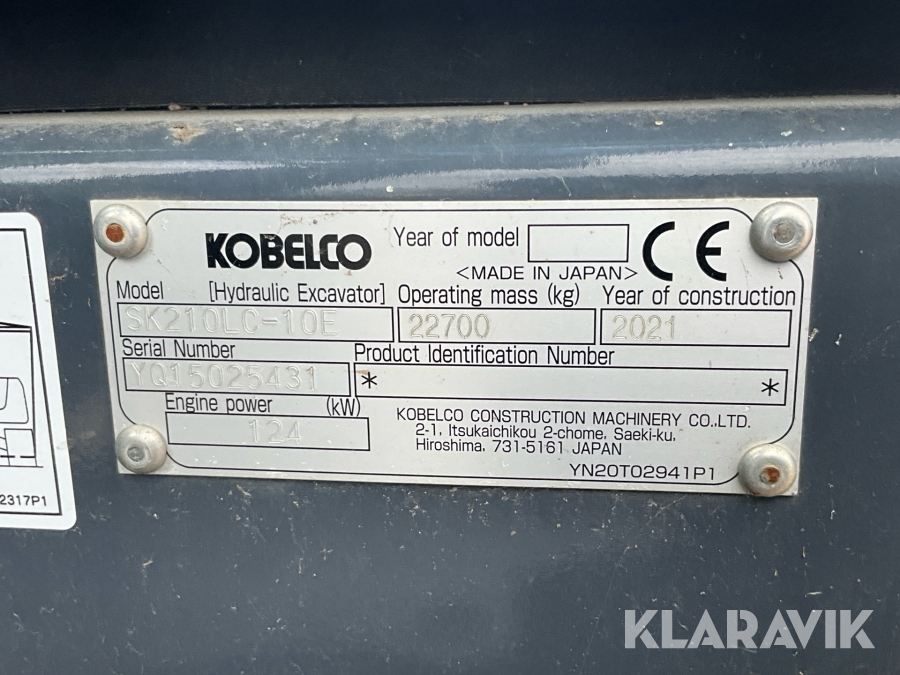 KOBELCO
Year of model
<MADE IN JAPAN>
CE
Model [Hydraulic Excavator] Operating mass (kg) Year of construction
SK210LC-10E 22700 2021
Serial Number Product Identification Number
YQ15025431 * *
Engine power (kW)
124
KOBELCO CONSTRUCTION MACHINERY CO.,LTD.
2-1, Itsukaichikou 2-chome, Saeki-ku,
Hiroshima, 731-5161 JAPAN
YN20T02941P1
2317P1
KLARAVIK